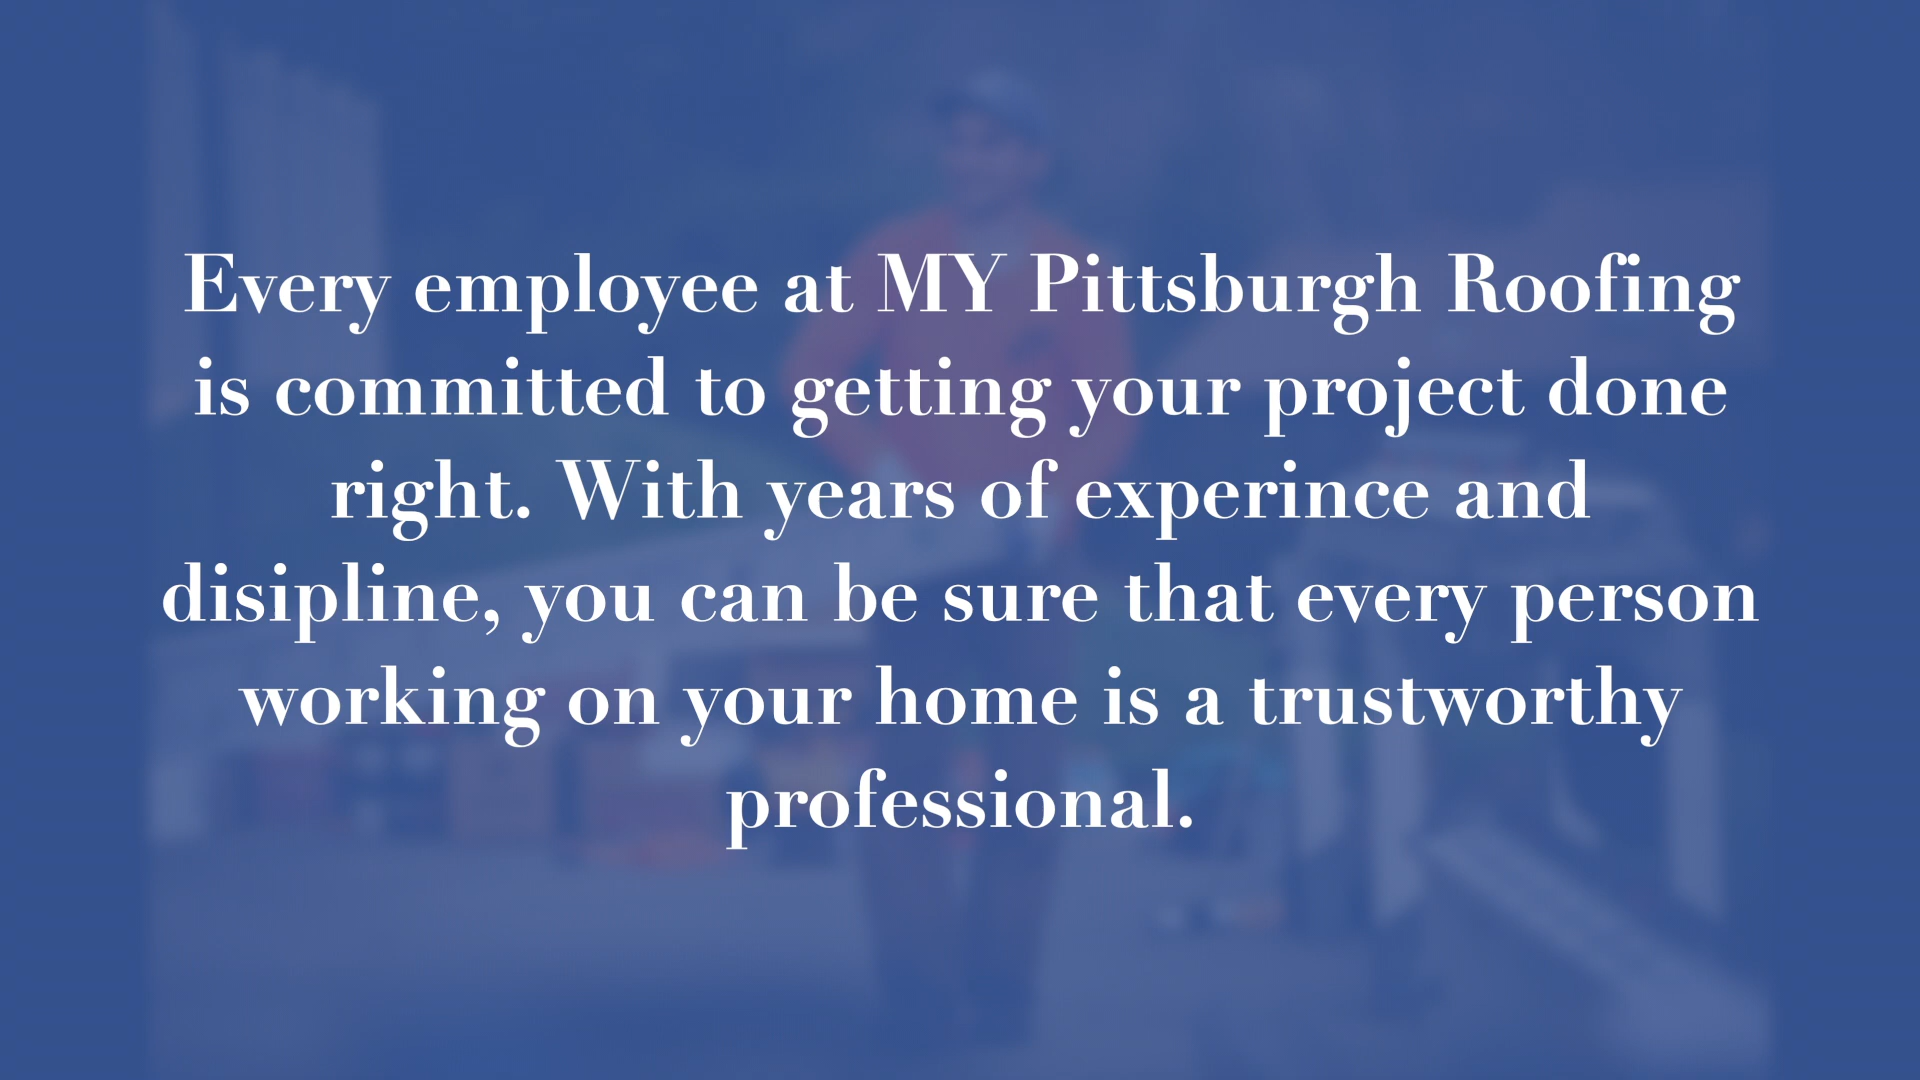 Every employee at MY Pittsburgh Roofing
is committed to getting your project done
right. With years of experince and
disipline, you can be sure that every person
working on your home is a trustworthy
professional.